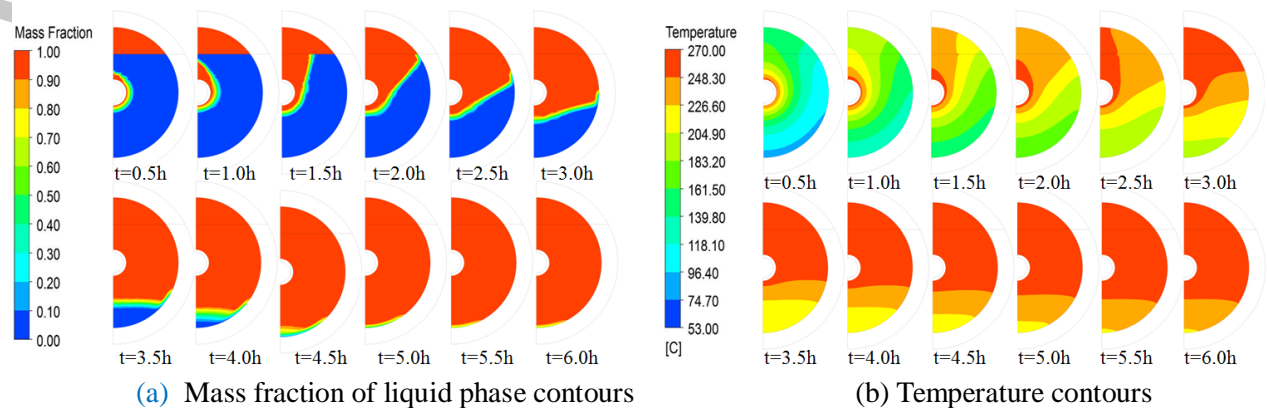 Mass Fraction
1.00
0.90
0.80
0.70
0.60
0.50
0.40
0.30
0.20
0.10
0.00
t=0.5h t=1.0h t=1.5h t=2.0h t=2.5h t=3.0h
t=3.5h t=4.0h t=4.5h t=5.0h t=5.5h t=6.0h
(a) Mass fraction of liquid phase contours
Temperature
270.00
248.30
226.60
204.90
183.20
161.50
139.80
118.10
96.40
74.70
53.00
[C]
t=0.5h t=1.0h t=1.5h t=2.0h t=2.5h t=3.0h
t=3.5h t=4.0h t=4.5h t=5.0h t=5.5h t=6.0h
(b) Temperature contours